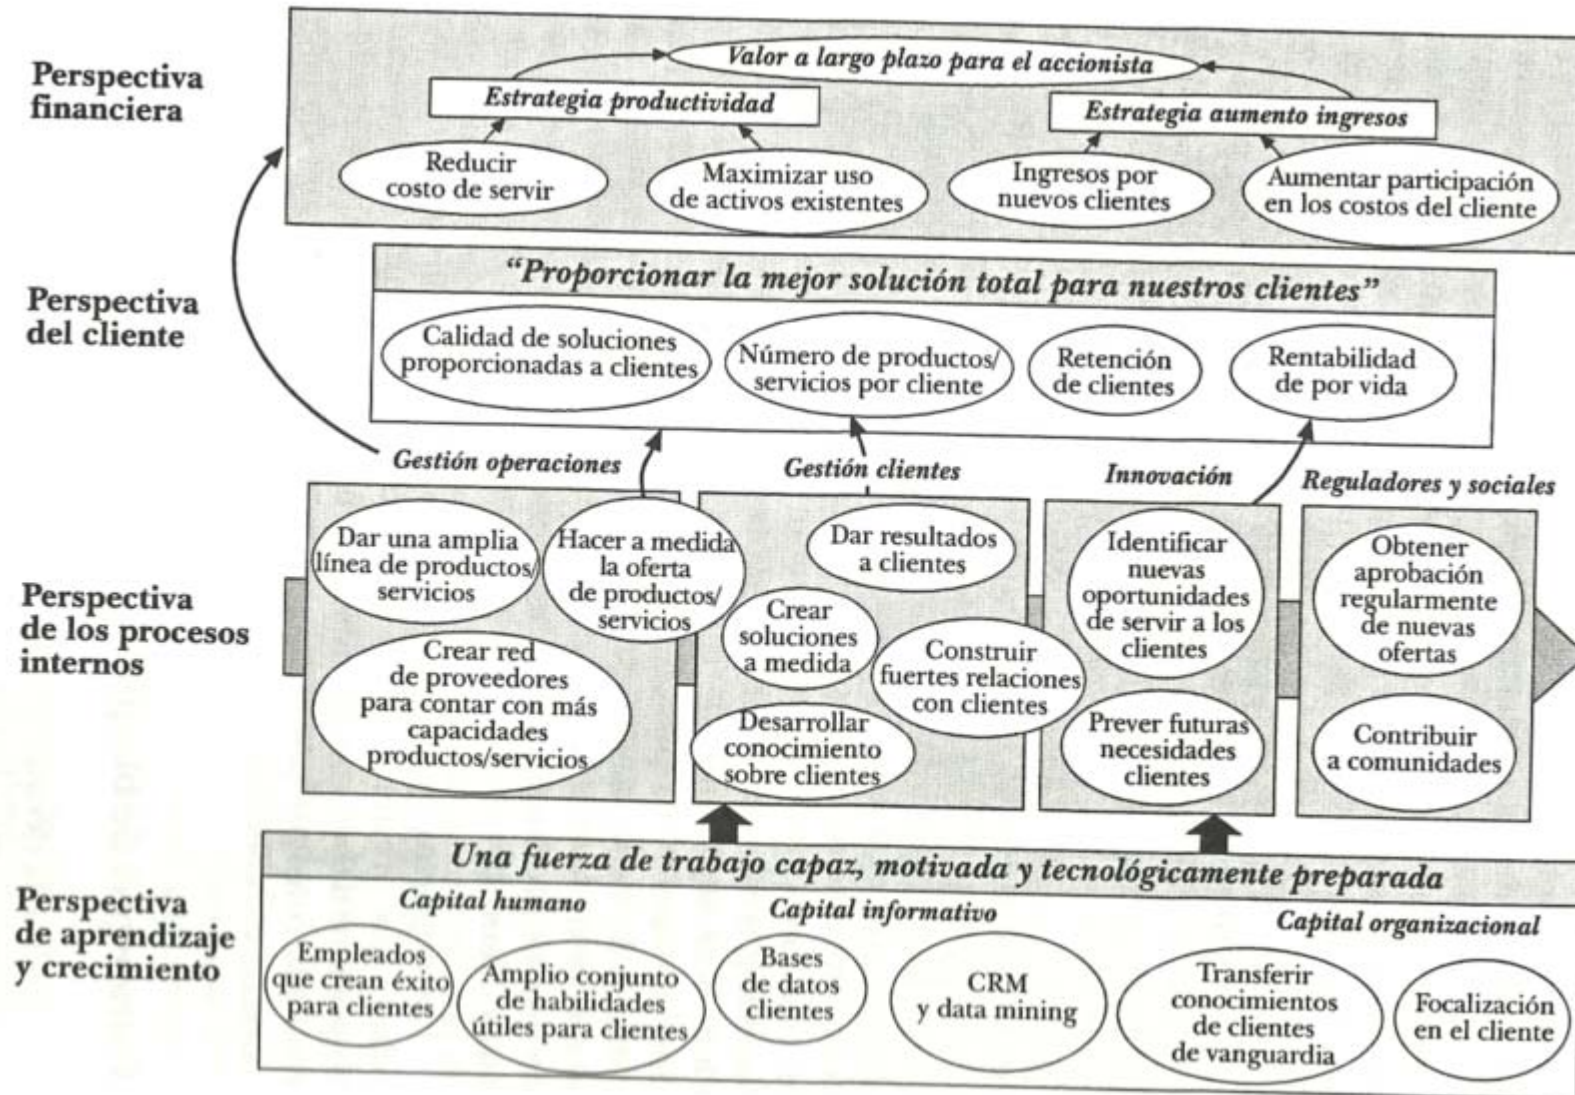 Perspectiva
financiera
Valor a largo plazo para el accionista
Estrategia productividad
Estrategia aumento ingresos
Reducir
costo de servir
Maximizar uso
de activos existentes
Ingresos por
nuevos clientes
Aumentar participación
en los costos del cliente
Perspectiva
del cliente
“Proporcionar la mejor solución total para nuestros clientes”
Calidad de soluciones
proporcionadas a clientes
Número de productos/
servicios por cliente
Retención
de clientes
Rentabilidad
de por vida
Perspectiva
de los procesos
internos
Gestión operaciones
Dar una amplia
línea de productos/
servicios
Hacer a medida
la oferta
de productos/
servicios
Crear red
de proveedores
para contar con más
capacidades
productos/servicios
Gestión clientes
Dar resultados
a clientes
Crear
soluciones
a medida
Construir
fuertes relaciones
con clientes
Desarrollar
conocimiento
sobre clientes
Innovación
Identificar
nuevas
oportunidades
de servir a los
clientes
Prever futuras
necesidades
clientes
Reguladores y sociales
Obtener
aprobación
regularmente
de nuevas
ofertas
Contribuir
a comunidades
Perspectiva
de aprendizaje
y crecimiento
Una fuerza de trabajo capaz, motivada y tecnológicamente preparada
Capital humano
Empleados
que crean éxito
para clientes
Amplio conjunto
de habilidades
útiles para clientes
Capital informativo
Bases
de datos
clientes
CRM
y data mining
Capital organizacional
Transferir
conocimientos
de clientes
de vanguardia
Focalización
en el cliente